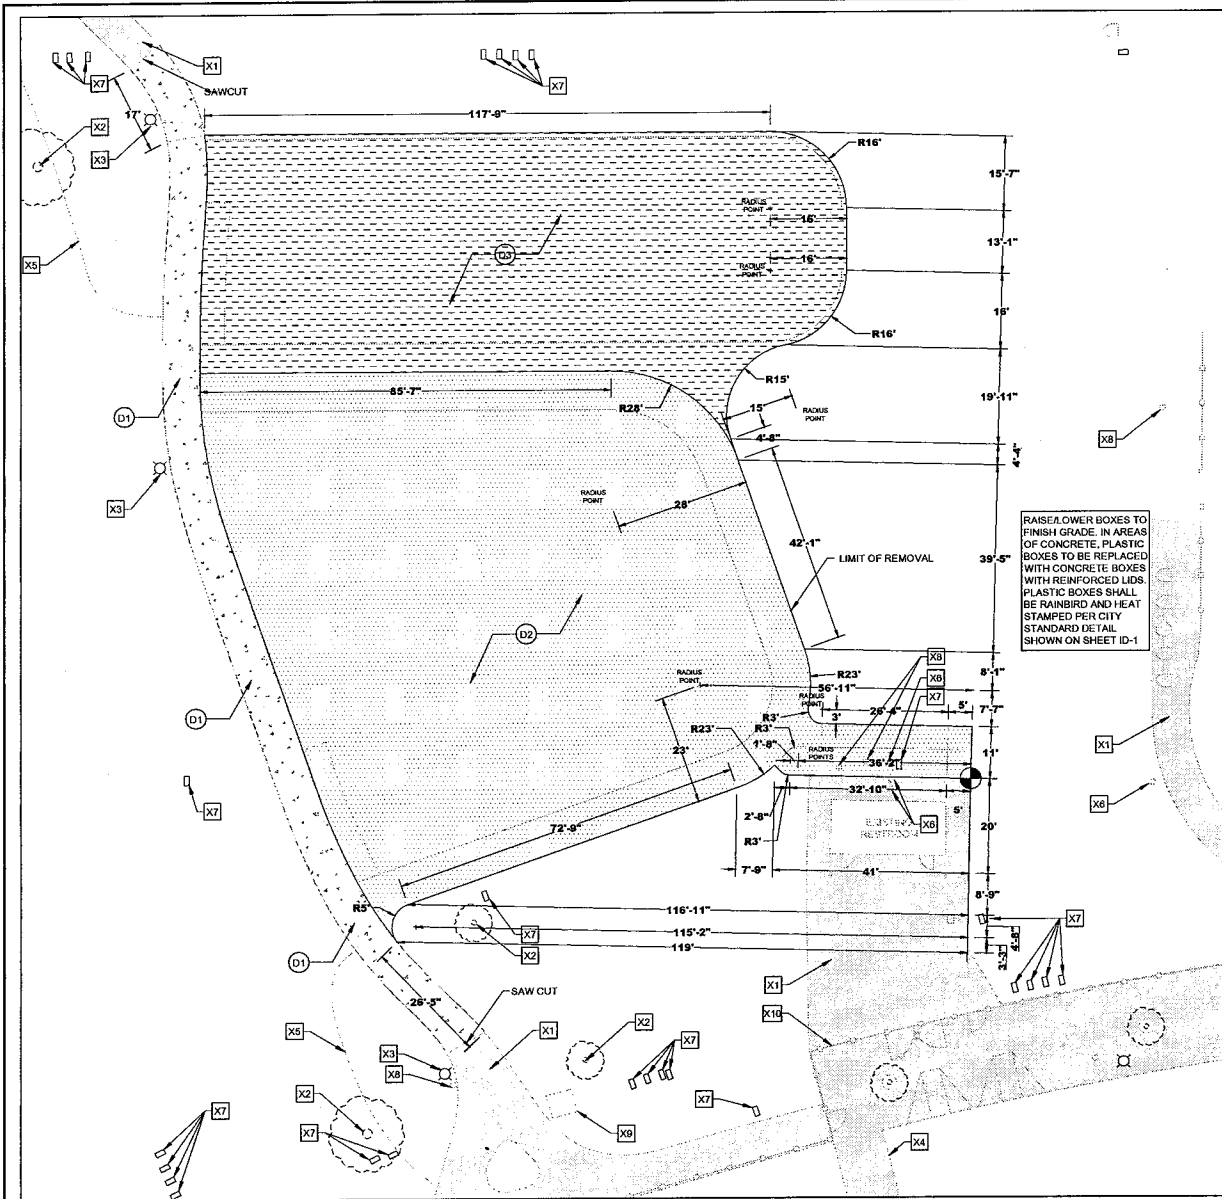 X1
SAWCUT
X7
17'
X2
X3
X7
117'-9"
R16'
15'-7"
RADIUS
POINT
16'
13'-1"
D3
X5
RADIUS
POINT
16'
16'
R16'
R15'
85'-7"
R28'
15'
RADIUS
POINT
19'-11"
D1
4'-8"
4'-4"
X8
X3
RADIUS
POINT
28'
42'-1"
LIMIT OF REMOVAL
39'-5"
RAISE/LOWER BOXES TO
FINISH GRADE. IN AREAS
OF CONCRETE, PLASTIC
BOXES TO BE REPLACED
WITH CONCRETE BOXES
WITH REINFORCED LIDS.
PLASTIC BOXES SHALL
BE RAINBIRD AND HEAT
STAMPED PER CITY
STANDARD DETAIL
SHOWN ON SHEET ID-1
D2
X8
X6
X7
8'-1"
RADIUS
POINT
R23'
56'-11"
RADIUS
POINT
26'-4"
5'
7'-7"
D1
R3'
3'
R23'
R3'
1'-8"
RADIUS
POINTS
36'-2"
11'
X1
23'
32'-10"
5'
X6
X7
2'-8"
EXISTING
RESTROOM
X6
20'
72'-9"
R3'
7'-9"
41'
8'-9"
R5'
116'-11"
X7
X7
115'-2"
4'-8"
X2
119'
3'-3"
D1
X1
26'-5"
SAW CUT
X10
X5
X1
X2
X3
X7
X8
X2
X7
X7
X7
X9
X4